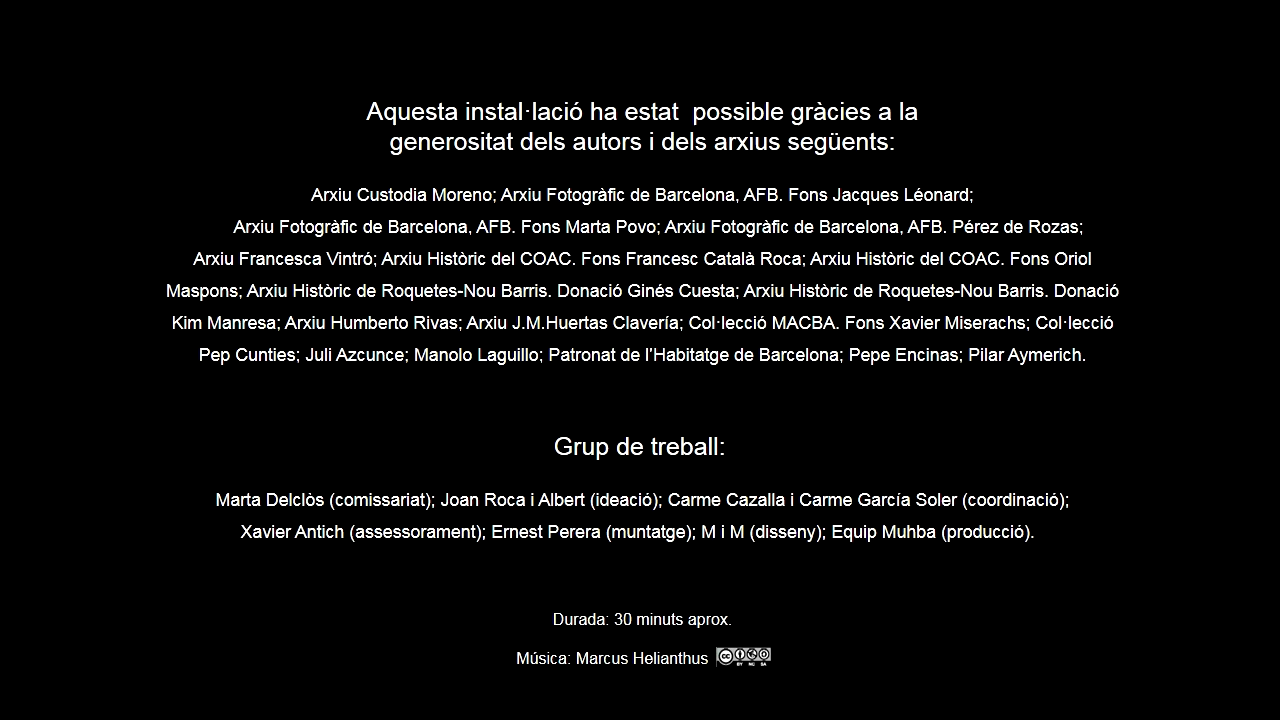 Aquesta instal·lació ha estat  possible gràcies a la
generositat dels autors i dels arxius següents:
Arxiu Custodia Moreno; Arxiu Fotogràfic de Barcelona, AFB. Fons Jacques Léonard;
Arxiu Fotogràfic de Barcelona, AFB. Fons Marta Povo; Arxiu Fotogràfic de Barcelona, AFB. Pérez de Rozas;
Arxiu Francesca Vintró; Arxiu Històric del COAC. Fons Francesc Català Roca; Arxiu Històric del COAC. Fons Oriol
Maspons; Arxiu Històric de Roquetes-Nou Barris. Donació Ginés Cuesta; Arxiu Històric de Roquetes-Nou Barris. Donació
Kim Manresa; Arxiu Humberto Rivas; Arxiu J.M.Huertas Clavería; Col·lecció MACBA. Fons Xavier Miserachs; Col·lecció
Pep Cunties; Juli Azcunce; Manolo Laguillo; Patronat de l'Habitatge de Barcelona; Pepe Encinas; Pilar Aymerich.
Grup de treball:
Marta Delclòs (comissariat); Joan Roca i Albert (ideació); Carme Cazalla i Carme García Soler (coordinació);
Xavier Antich (assessorament); Ernest Perera (muntatge); M i M (disseny); Equip Muhba (producció).
Durada: 30 minuts aprox.
Música: Marcus Helianthus
cc BY NC SA